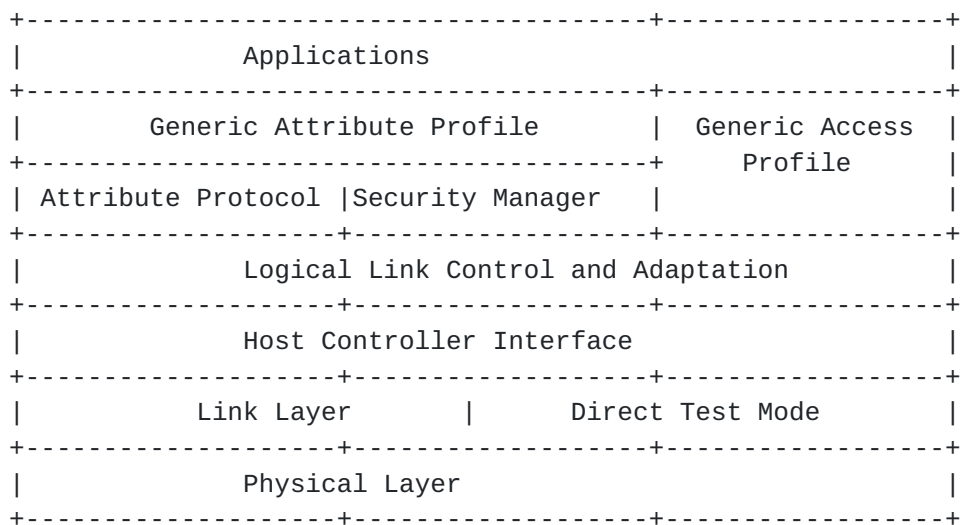 Applications
Generic Attribute Profile | Generic Access
Profile
Attribute Protocol |Security Manager
Logical Link Control and Adaptation
Host Controller Interface
Link Layer | Direct Test Mode
Physical Layer